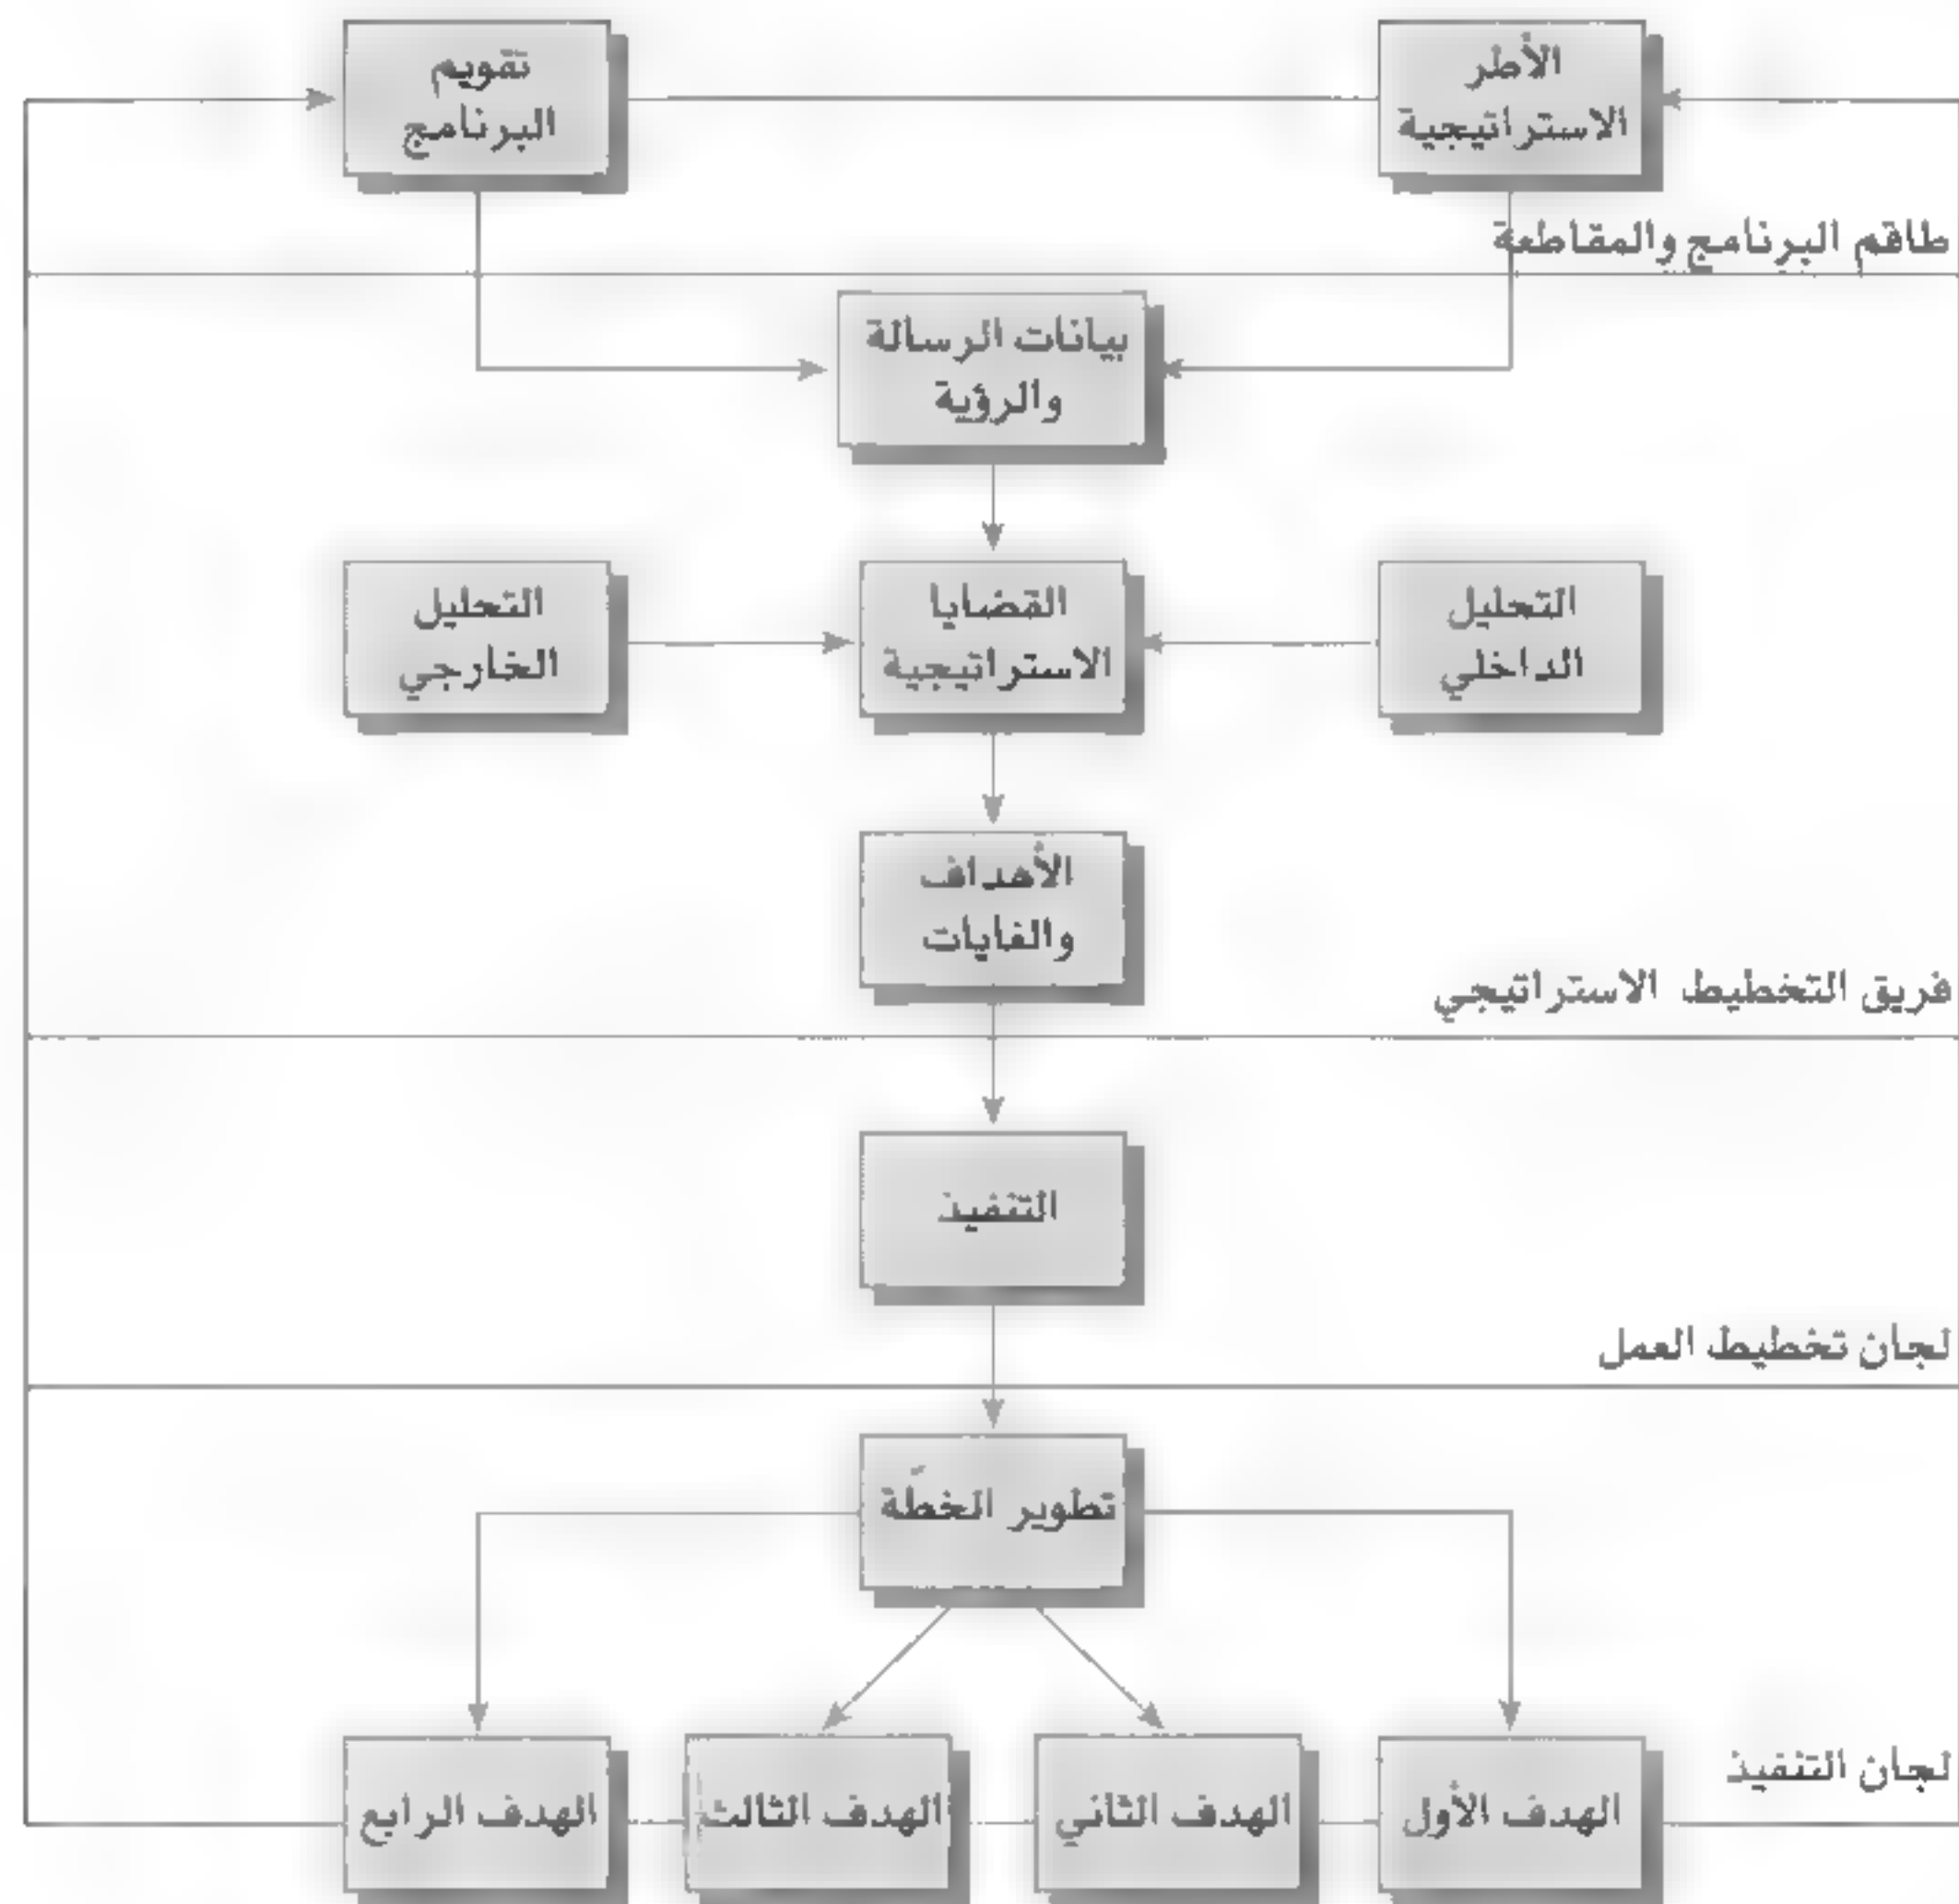 الأطر
الاستراتيجية
تقويم
البرنامج
طاقم البرنامج والمقاطعة
بيانات الرسالة
والرؤية
التحليل
الداخلي
القضايا
الاستراتيجية
التحليل
الخارجي
الأهداف
والغايات
فريق التخطيط الاستراتيجي
التنفيذ
لجان تخطيط العمل
تطوير الخطّة
لجان التنفيذ
الهدف الأول
الهدف الثاني
الهدف الثالث
الهدف الرابع